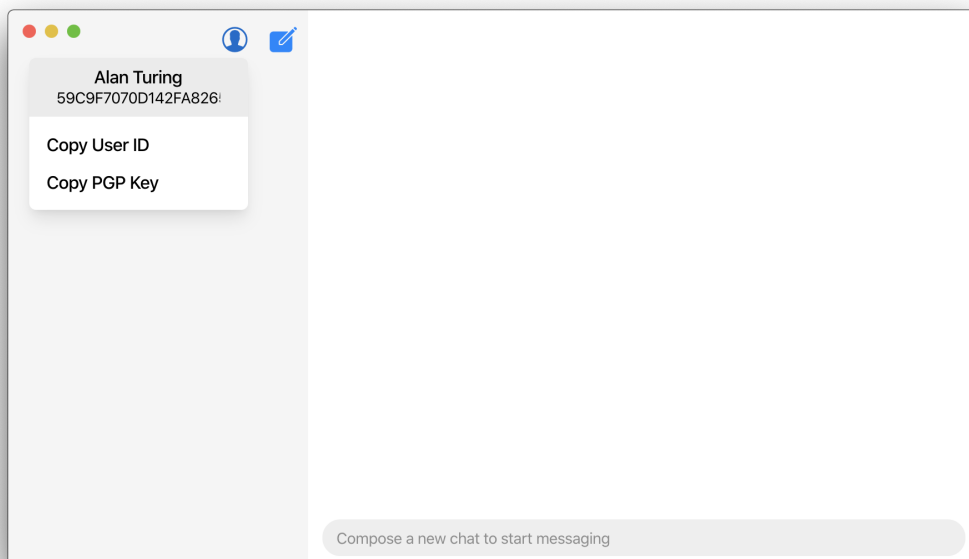 Alan Turing
59C9F7070D142FA826
Copy User ID
Copy PGP Key
Compose a new chat to start messaging